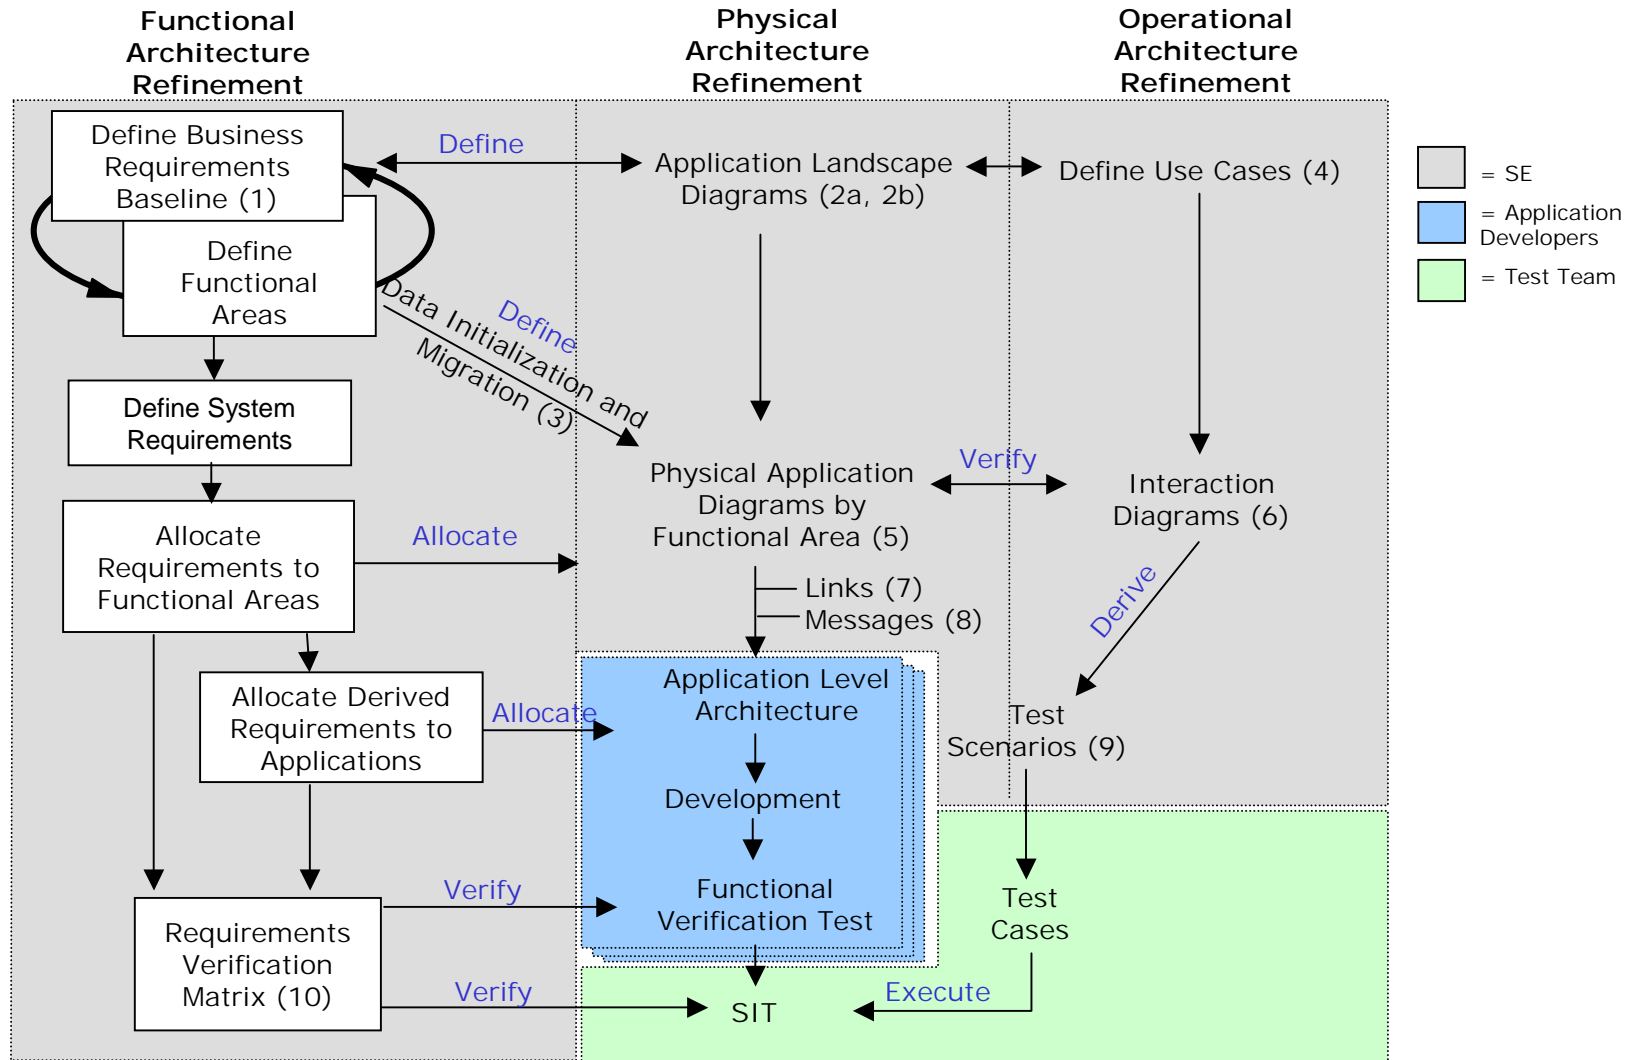 Functional
Architecture
Refinement
Physical
Architecture
Refinement
Operational
Architecture
Refinement
Define Business
Requirements
Baseline (1)
Define
Application Landscape
Diagrams (2a, 2b)
Define Use Cases (4)
= SE
= Application
Developers
= Test Team
Define
Functional
Areas
Define
Data Initialization and
Migration (3)
Define System
Requirements
Physical Application
Diagrams by
Functional Area (5)
Verify
Interaction
Diagrams (6)
Allocate
Requirements to
Functional Areas
Allocate
Links (7)
Messages (8)
Derive
Allocate Derived
Requirements to
Applications
Allocate
Application Level
Architecture
Test
Scenarios (9)
Development
Verify
Functional
Verification Test
Test
Cases
Requirements
Verification
Matrix (10)
Verify
SIT
Execute